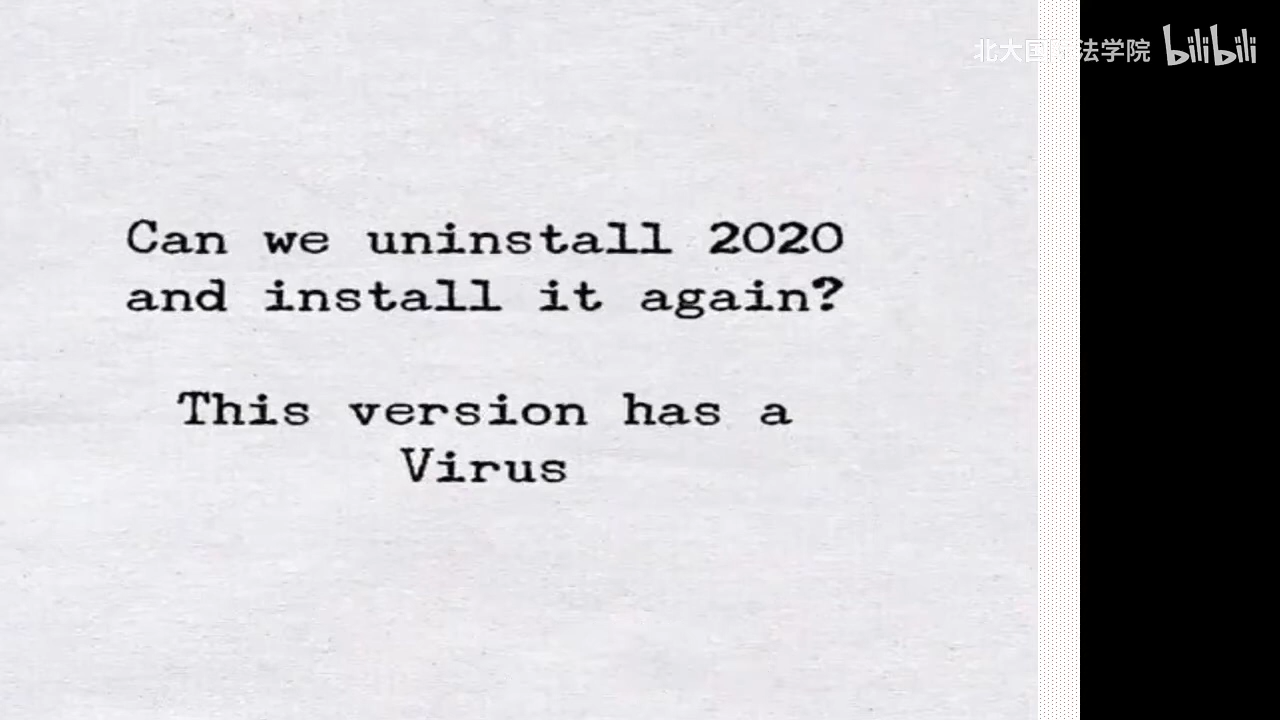 北大国际法学院 bilibili
Can we uninstall 2020
and install it again?
This version has a
Virus